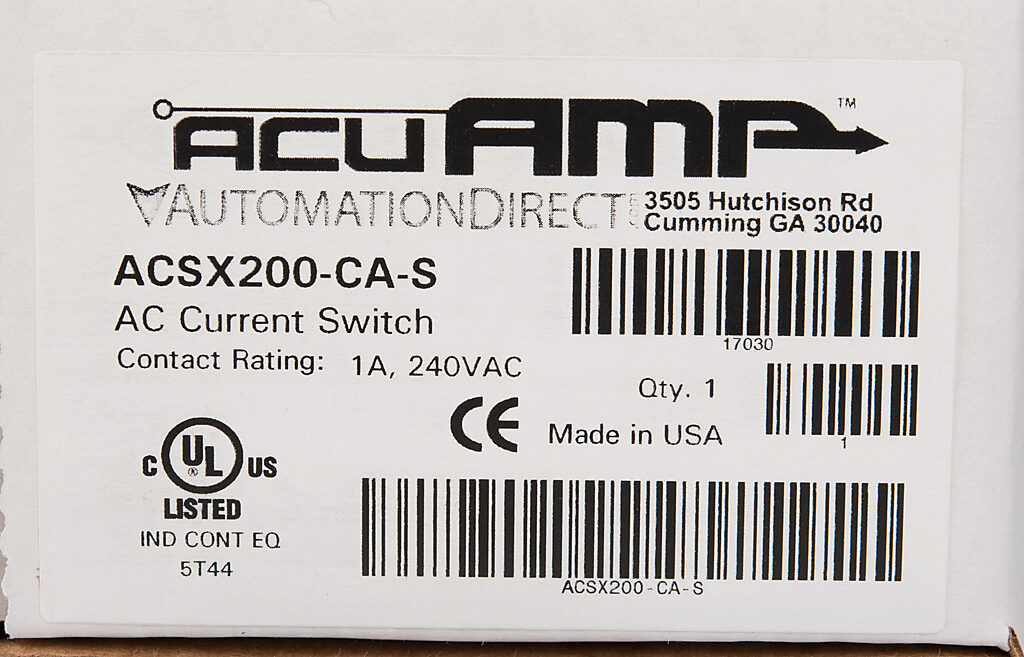 ACUAMP™
AUTOMATIONDIRECT
3505 Hutchison Rd
Cumming GA 30040
ACSX200-CA-S
AC Current Switch
17030
Contact Rating: 1A, 240VAC
Qty. 1
CE
Made in USA
1
C UL® US
LISTED
IND CONT EQ
5T44
ACSX200-CA-S